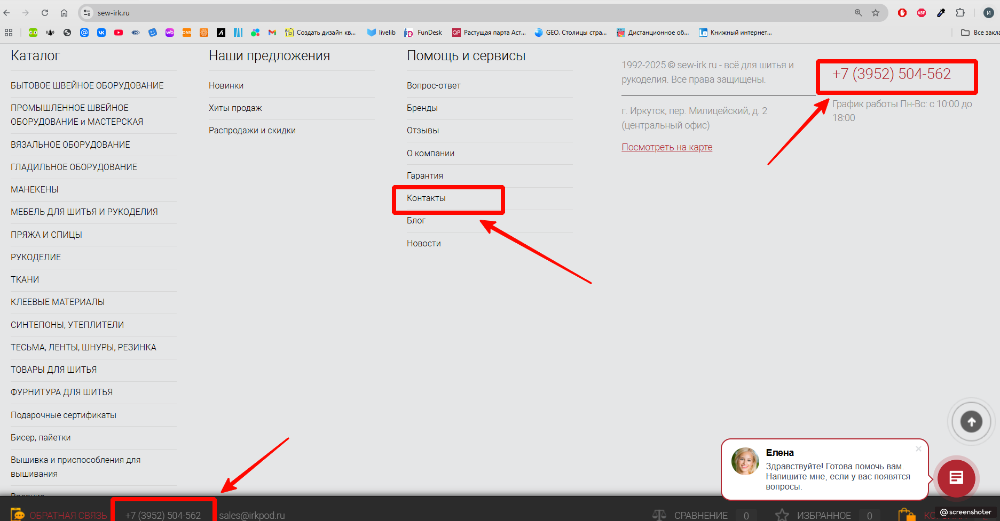 sew-irk.ru
ABP
И
wb
DNS
Создать дизайн кв...
livelib
FunDesk
QP
Растущая парта Аст...
GEO. Столицы стра...
Дистанционное об...
Книжный интернет...
Все закла
Каталог
БЫТОВОЕ ШВЕЙНОЕ ОБОРУДОВАНИЕ
ПРОМЫШЛЕННОЕ ШВЕЙНОЕ
ОБОРУДОВАНИЕ и МАСТЕРСКАЯ
ВЯЗАЛЬНОЕ ОБОРУДОВАНИЕ
ГЛАДИЛЬНОЕ ОБОРУДОВАНИЕ
МАНЕКЕНЫ
МЕБЕЛЬ ДЛЯ ШИТЬЯ И РУКОДЕЛИЯ
ПРЯЖА И СПИЦЫ
РУКОДЕЛИЕ
ТКАНИ
КЛЕЕВЫЕ МАТЕРИАЛЫ
СИНТЕПОНЫ, УТЕПЛИТЕЛИ
ТЕСЬМА, ЛЕНТЫ, ШНУРЫ, РЕЗИНКА
ТОВАРЫ ДЛЯ ШИТЬЯ
ФУРНИТУРА ДЛЯ ШИТЬЯ
Подарочные сертификаты
Бисер, пайетки
Вышивка и приспособления для
вышивания
Наши предложения
Новинки
Хиты продаж
Распродажи и скидки
Помощь и сервисы
Вопрос-ответ
Бренды
Отзывы
О компании
Гарантия
Контакты
Блог
Новости
1992-2025 © sew-irk.ru - всё для шитья и
рукоделия. Все права защищены.
г. Иркутск, пер. Милицейский, д. 2
(центральный офис)
Посмотреть на карте
+7 (3952) 504-562
График работы Пн-Вс: с 10:00 до
18:00
Елена
Здравствуйте! Готова помочь вам.
Напишите мне, если у вас появятся
вопросы.
ОБРАТНАЯ СВЯЗЬ
+7 (3952) 504-562
sales@irkpod.ru
СРАВНЕНИЕ 0
ИЗБРАННОЕ 0
screenshoter